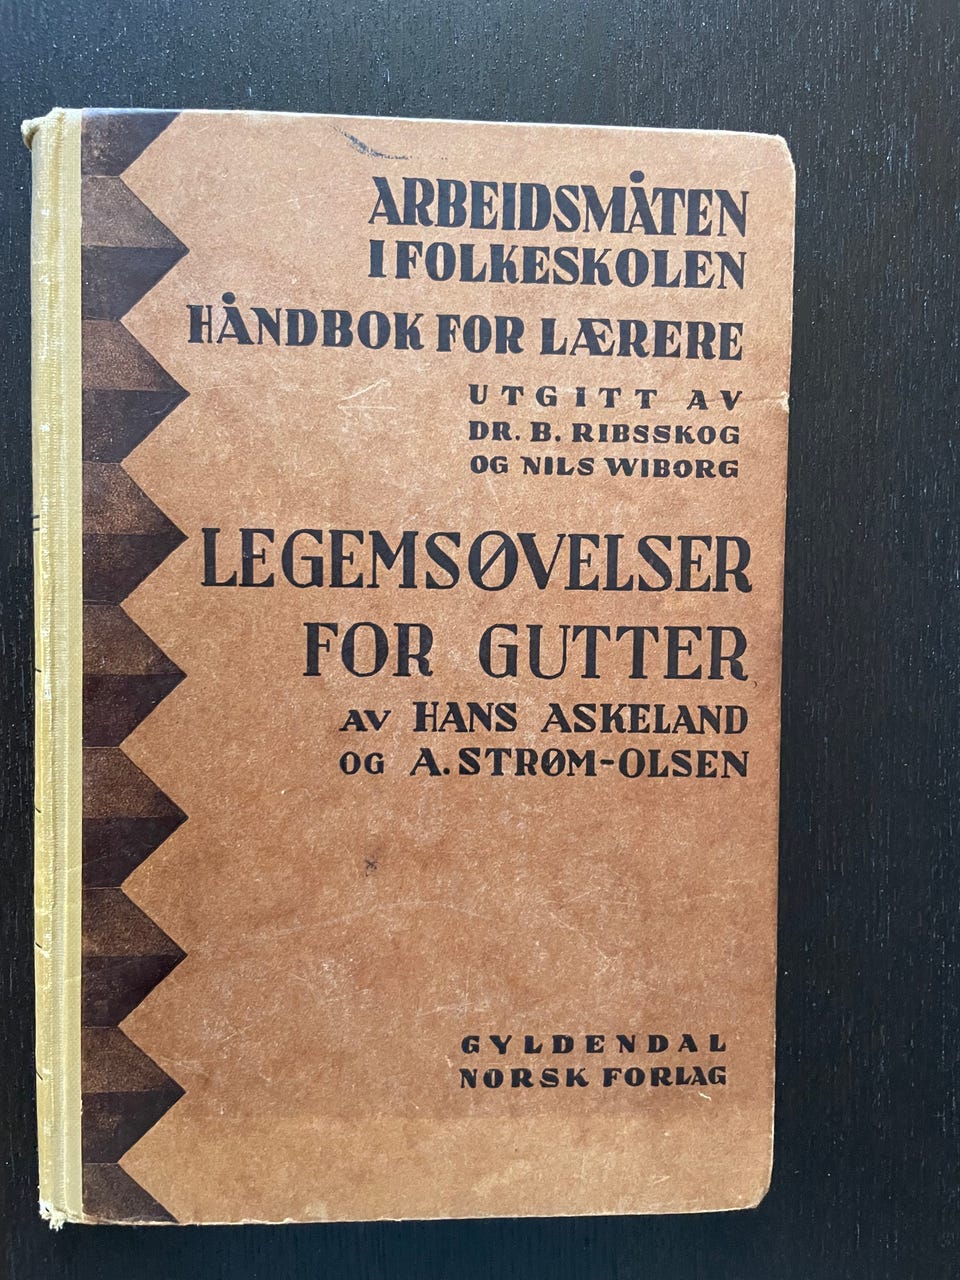 ARBEIDSMÅTEN
I FOLKESKOLEN
HÅNDBOK FOR LÆRERE
UTGITT AV
DR. B. RIBSSKOG
OG NILS WIBORG
LEGEMSØVELSER
FOR GUTTER
AV HANS ASKELAND
OG A. STRØM-OLSEN
GYLDENDAL
NORSK FORLAG